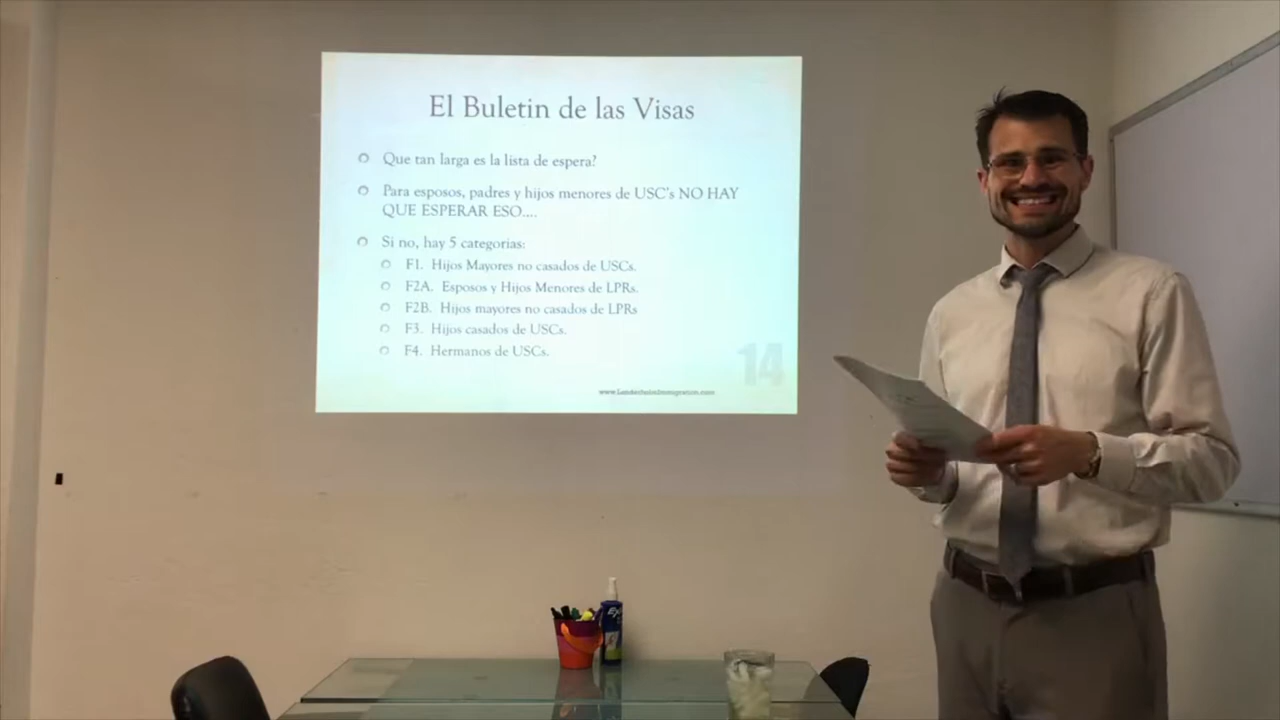 El Buletin de las Visas
Que tan larga es la lista de espera?
Para esposos, padres y hijos menores de USC's NO HAY
QUE ESPERAR ESO....
Si no, hay 5 categorias:
F1. Hijos Mayores no casados de USCs.
F2A. Esposos y Hijos Menores de LPRs.
F2B. Hijos mayores no casados de LPRs
F3. Hijos casados de USCs.
F4. Hermanos de USCs.
14